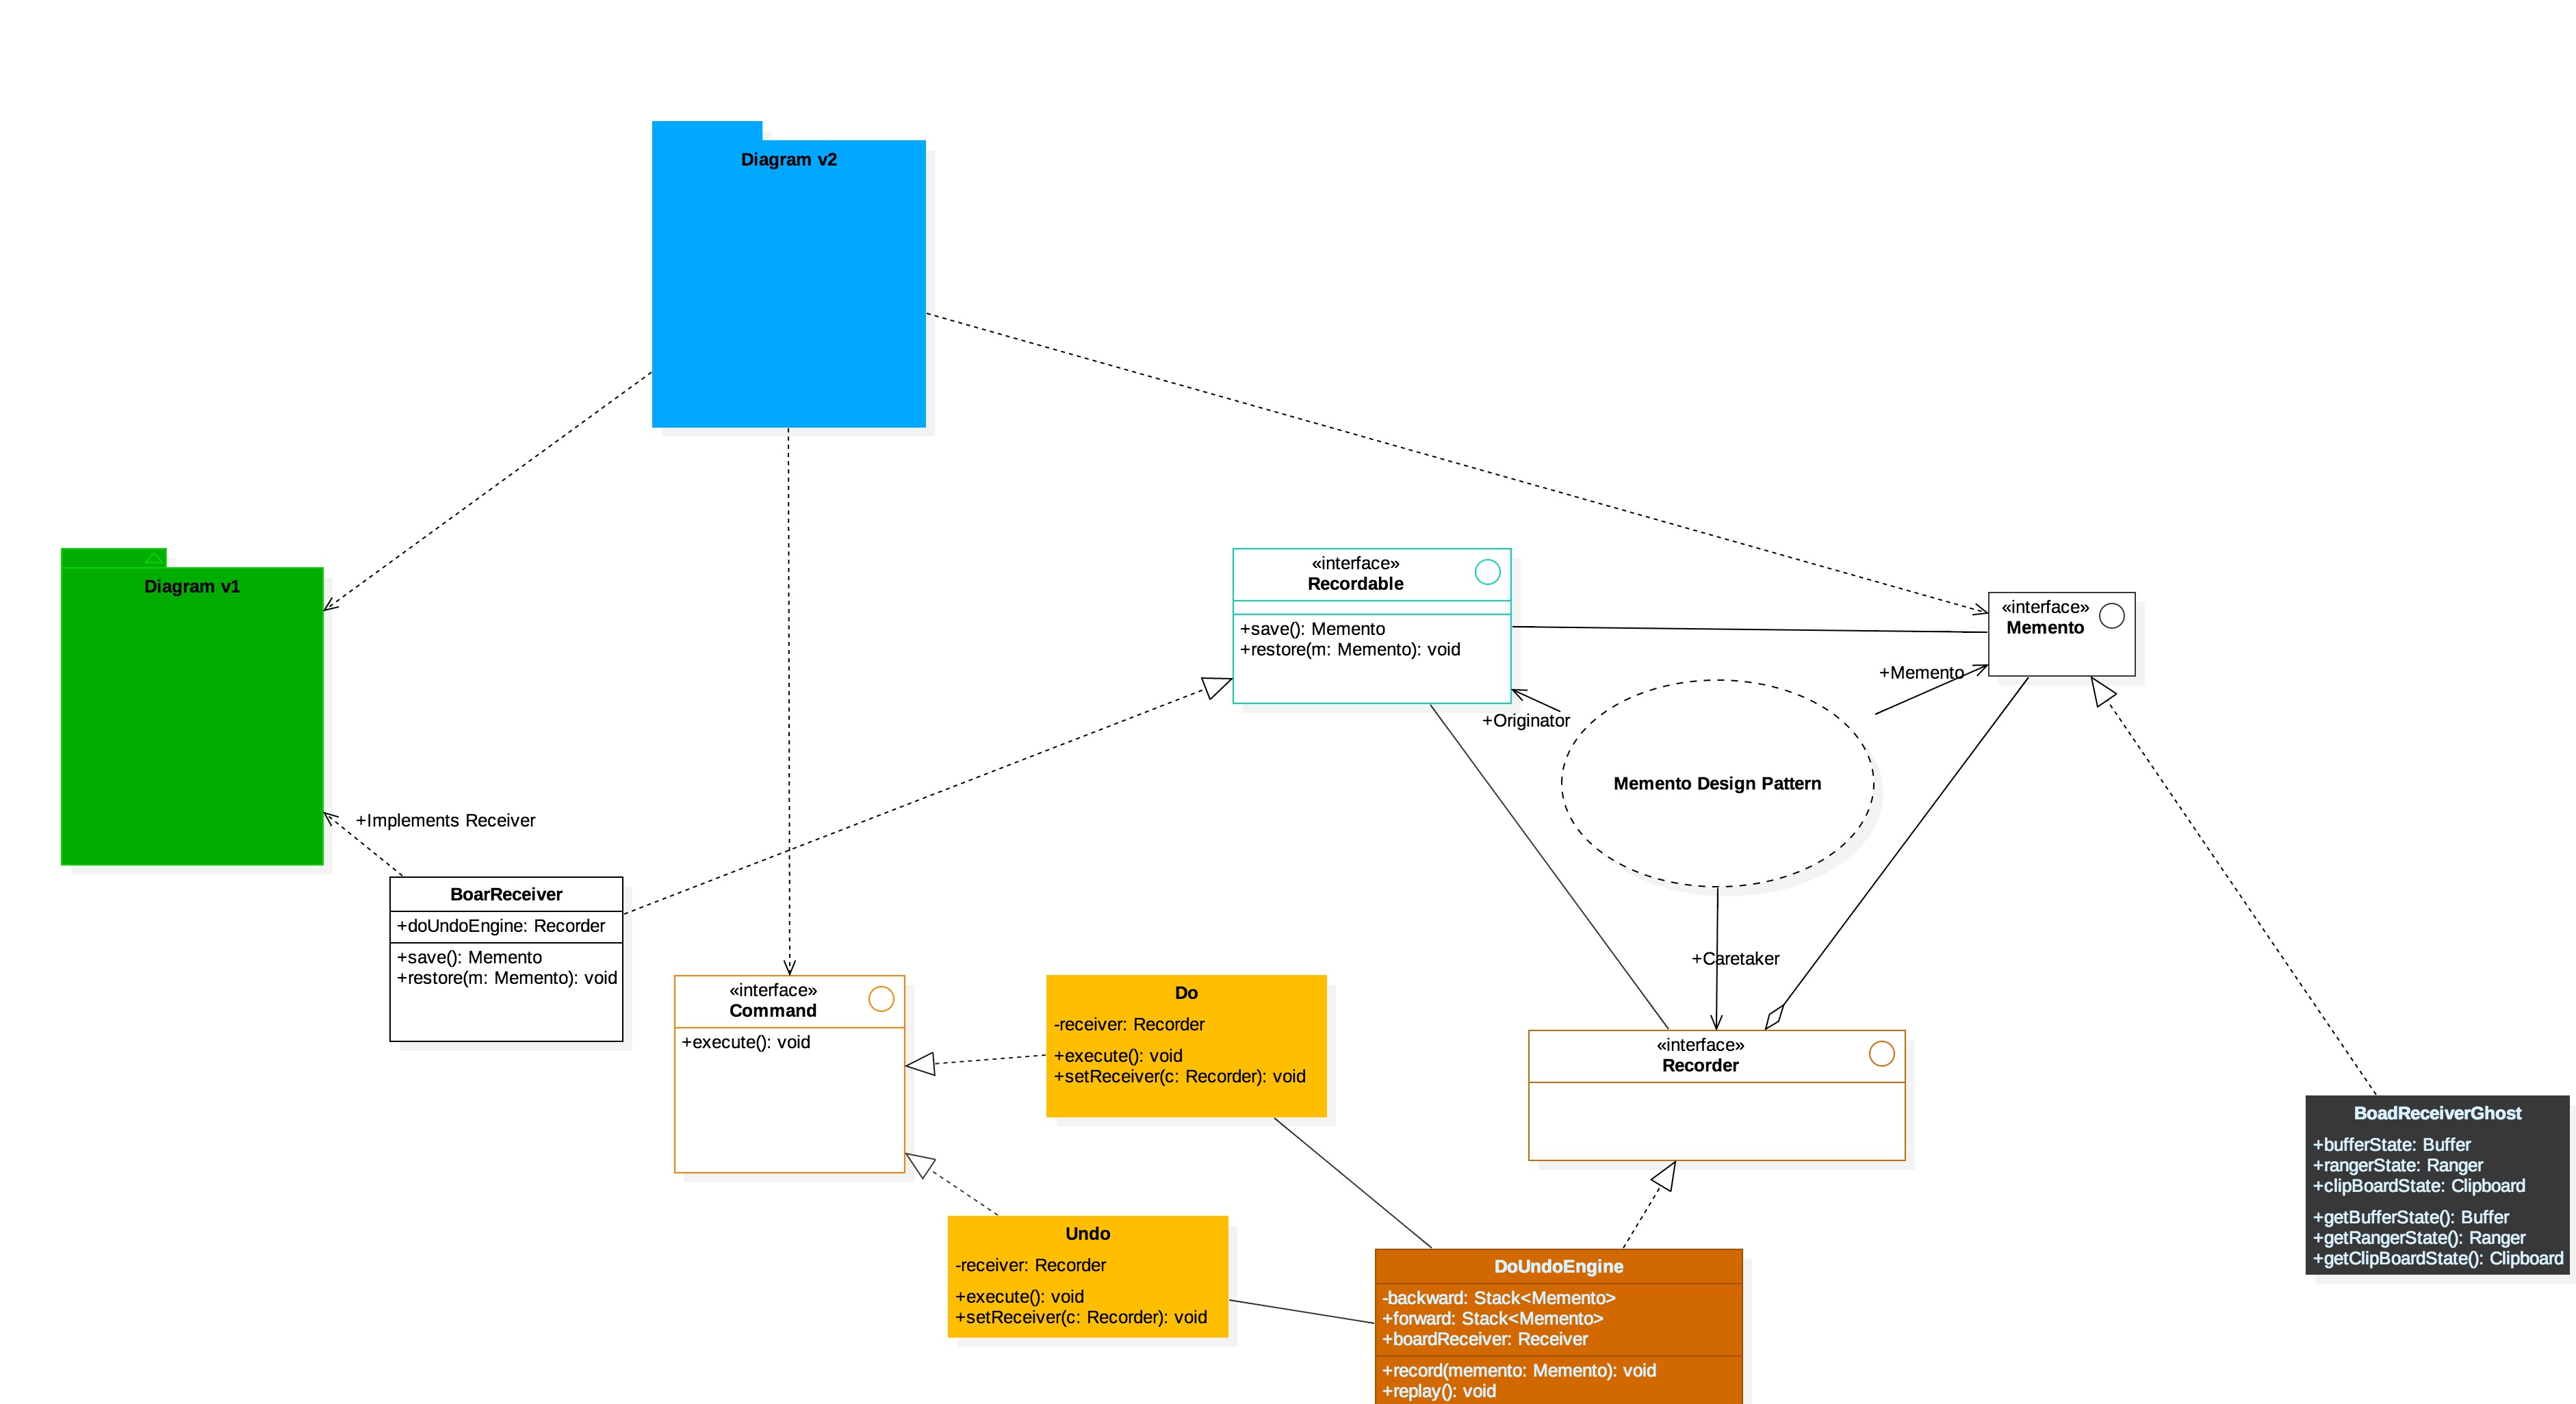 Diagram v2
Diagram v1
«interface»
Recordable
+save(): Memento
+restore(m: Memento): void
«interface»
Memento
+Memento
+Originator
Memento Design Pattern
+Implements Receiver
BoarReceiver
+doUndoEngine: Recorder
+save(): Memento
+restore(m: Memento): void
+Caretaker
«interface»
Command
+execute(): void
Do
-receiver: Recorder
+execute(): void
+setReceiver(c: Recorder): void
«interface»
Recorder
BoadReceiverGhost
+bufferState: Buffer
+rangerState: Ranger
+clipBoardState: Clipboard
+getBufferState(): Buffer
+getRangerState(): Ranger
+getClipBoardState(): Clipboard
Undo
-receiver: Recorder
+execute(): void
+setReceiver(c: Recorder): void
DoUndoEngine
-backward: Stack<Memento>
+forward: Stack<Memento>
+boardReceiver: Receiver
+record(memento: Memento): void
+replay(): void